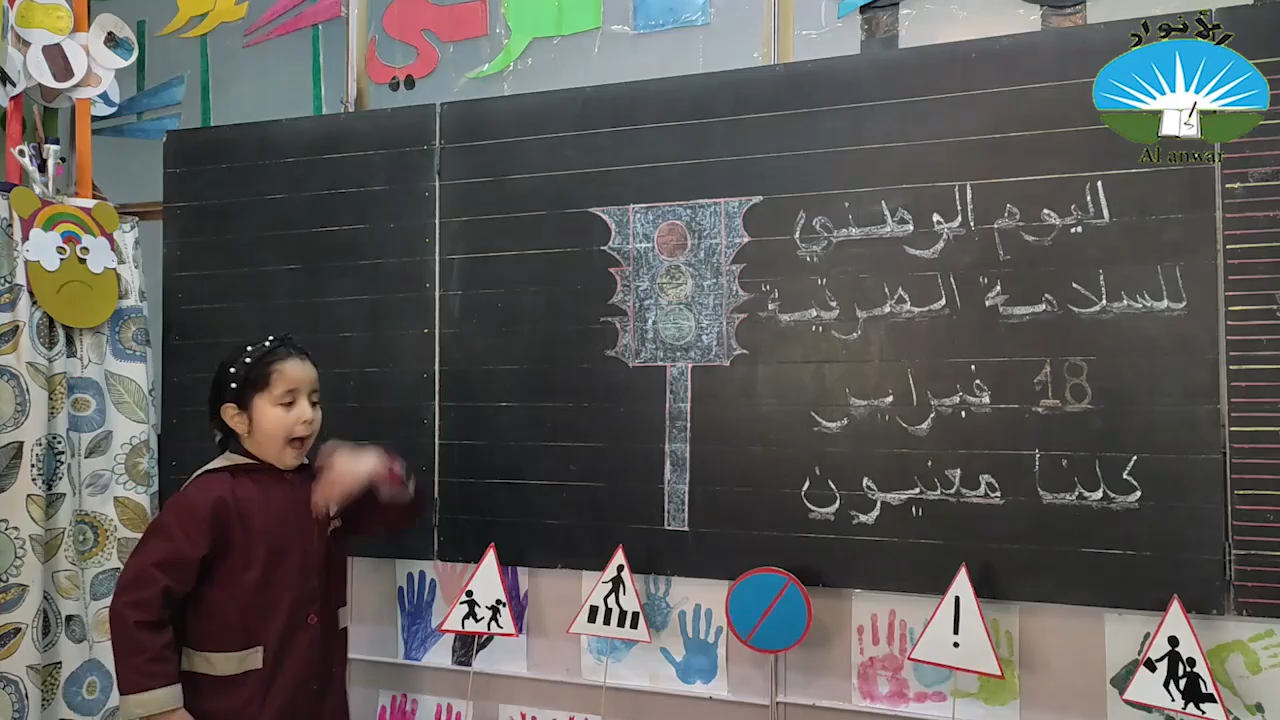 الأنوار
Al anwar
اليوم الوطني
للسلامة الطرقية
18 فبراير
كلنا معنيون
!